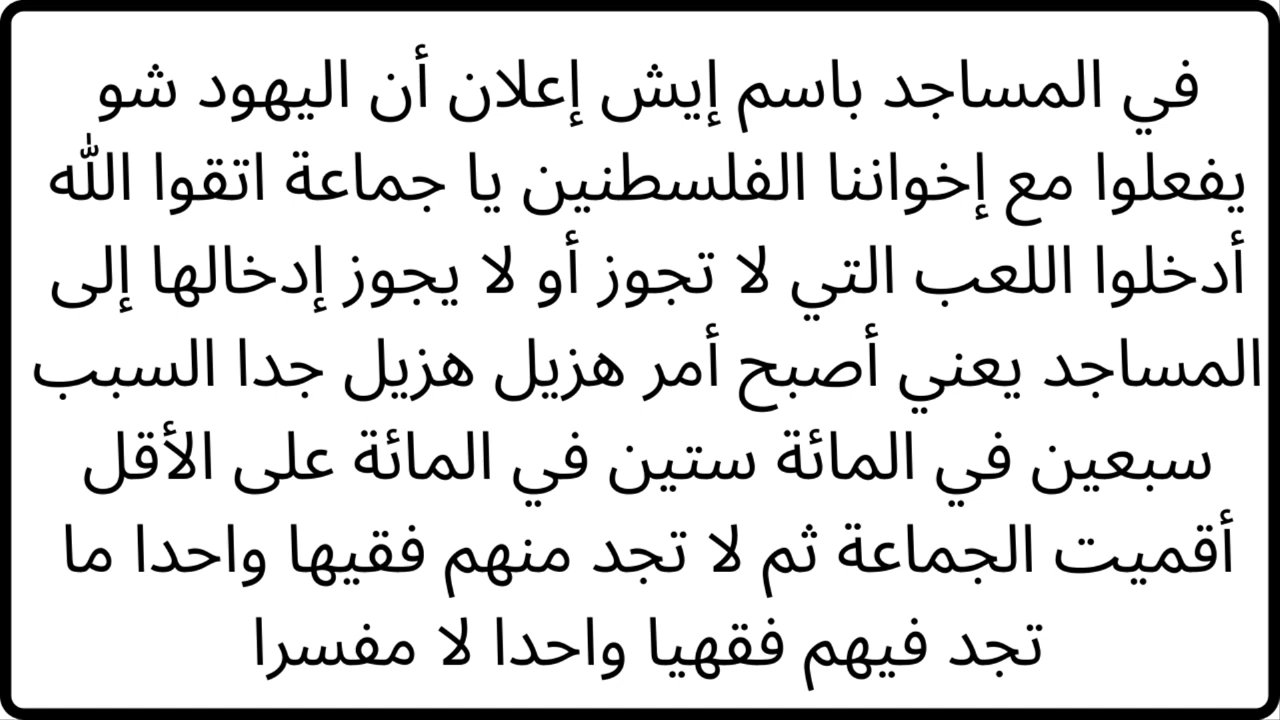 في المساجد باسم إيش إعلان أن اليهود شو
يفعلوا مع إخواننا الفلسطنين يا جماعة اتقوا الله
أدخلوا اللعب التي لا تجوز أو لا يجوز إدخالها إلى
المساجد يعني أصبح أمر هزيل هزيل جدا السبب
سبعين في المائة ستين في المائة على الأقل
أقميت الجماعة ثم لا تجد منهم فقيها واحدا ما
تجد فيهم فقهيا واحدا لا مفسرا